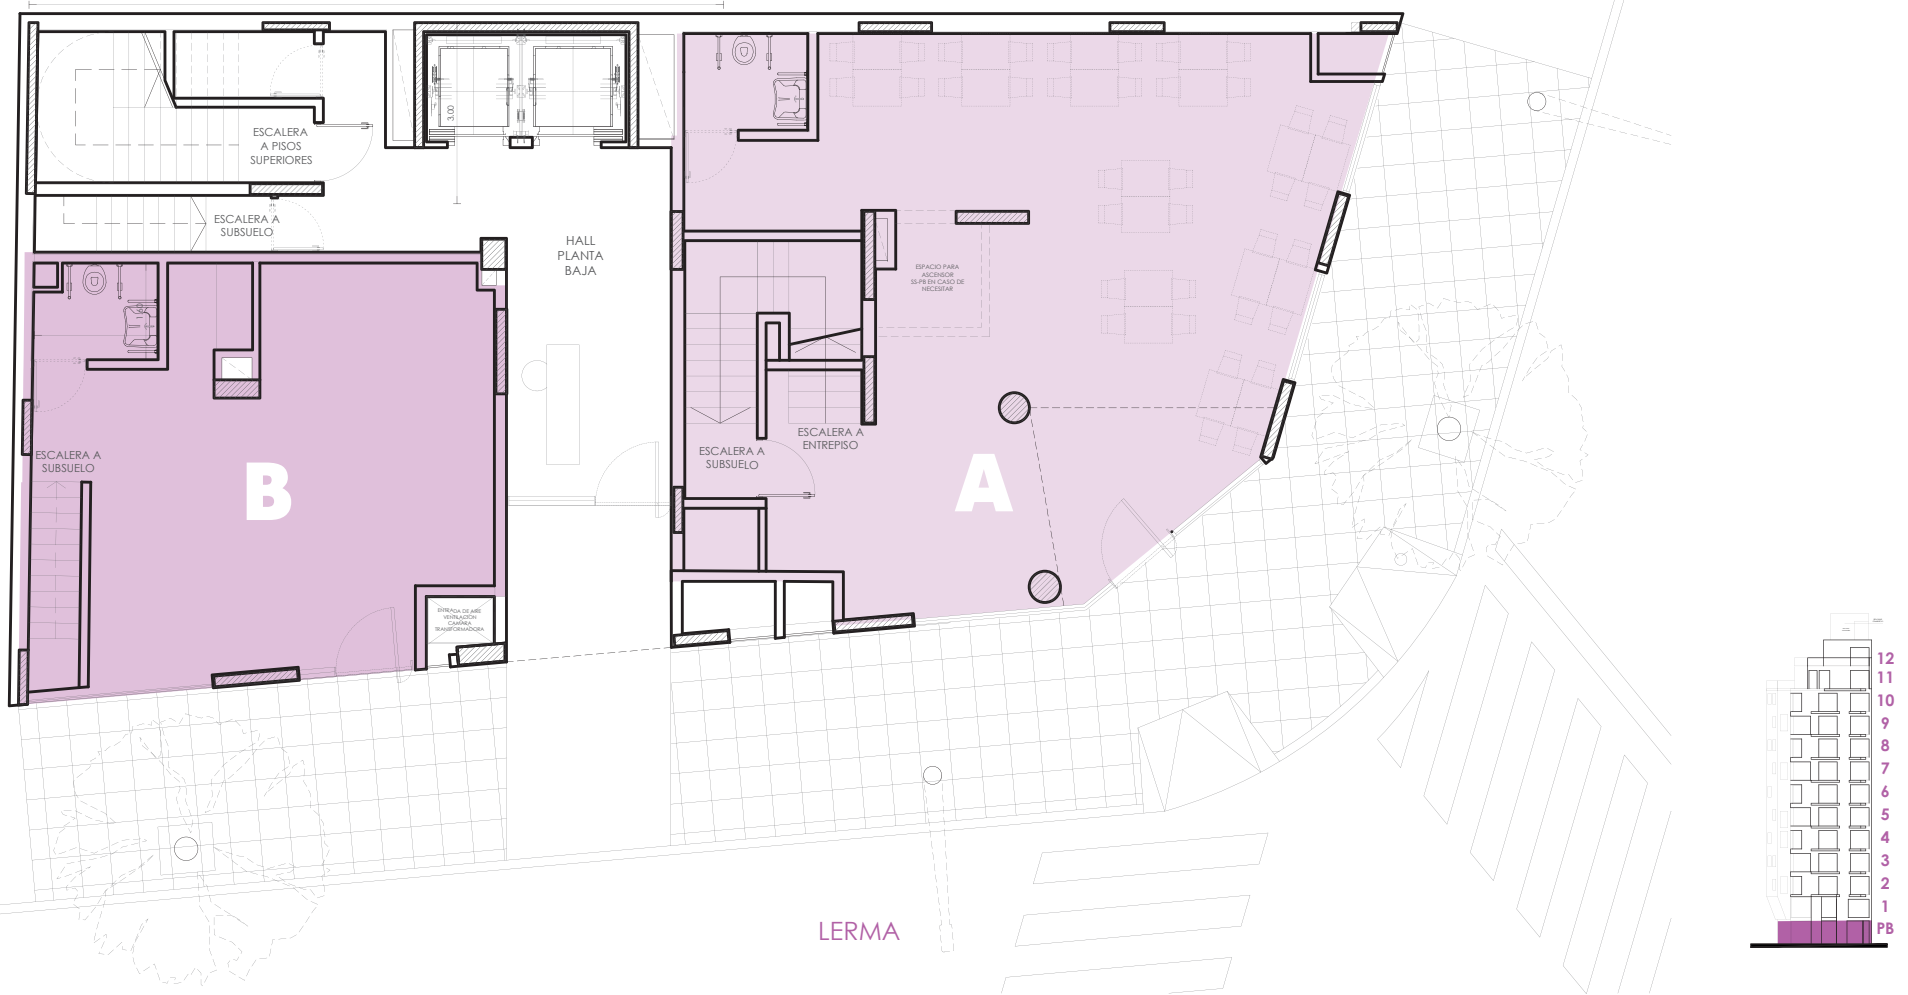 3.00
ESCALERA
A PISOS
SUPERIORES
ESCALERA A
SUBSUELO
HALL
PLANTA
BAJA
ESPACIO PARA
ASCENSOR
SS-PB EN CASO DE
NECESITAR
ESCALERA A
SUBSUELO
B
ESCALERA A
SUBSUELO
ESCALERA A
ENTREPISO
A
ENTRADA DE AIRE
VENTILACION
CAMARA
TRANSFORMADORA
LERMA
12
11
10
9
8
7
6
5
4
3
2
1
PB